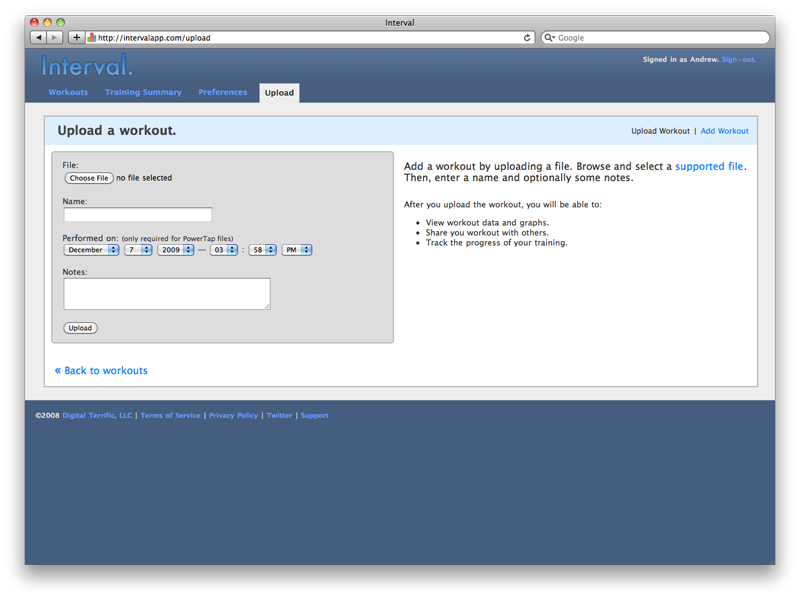 Interval
http://intervalapp.com/upload
Google
Interval.
Signed in as Andrew. Sign-out.
Workouts Training Summary Preferences Upload
Upload a workout.
Upload Workout | Add Workout
File:
Choose File no file selected
Name:
Performed on: (only required for PowerTap files)
December 7 2009 — 03 : 58 PM
Notes:
Upload
Add a workout by uploading a file. Browse and select a supported file.
Then, enter a name and optionally some notes.
After you upload the workout, you will be able to:
• View workout data and graphs.
• Share you workout with others.
• Track the progress of your training.
« Back to workouts
©2008 Digital Terrific, LLC | Terms of Service | Privacy Policy | Twitter | Support